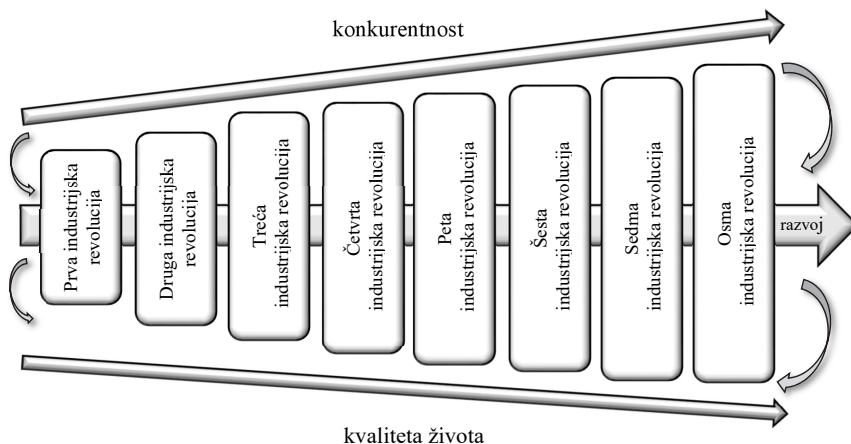 konkurentnost
Prva industrijska
revolucija
Druga industrijska
revolucija
Treća
industrijska revolucija
Četvrta
industrijska revolucija
Peta
industrijska revolucija
Šesta
industrijska revolucija
Sedma
industrijska revolucija
Osma
industrijska revolucija
razvoj
kvaliteta života